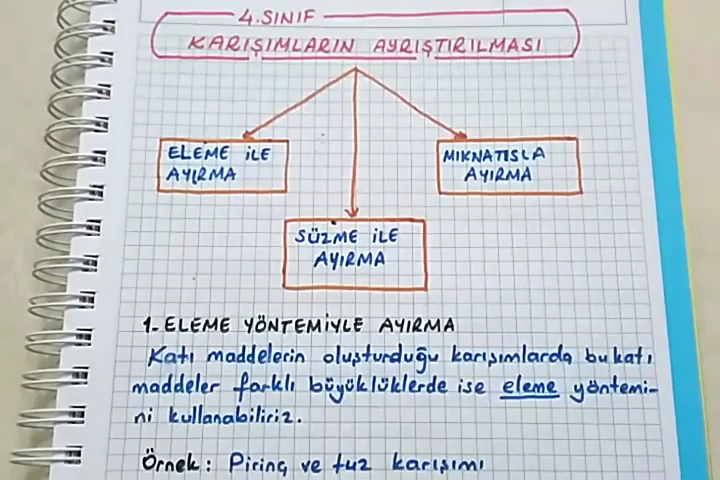 4.SINIF
KARIŞIMLARIN AYRIŞTIRILMASI
ELEME İLE
AYIRMA
MIKNATISLA
AYIRMA
SÜZME İLE
AYIRMA
1- ELEME YÖNTEMİYLE AYIRMA
Katı maddelerin oluşturduğu karışımlarda bu katı
maddeler farklı büyüklüklerde ise eleme yöntemi-
ni kullanabiliriz.
Örnek: Pirinç ve tuz karışımı